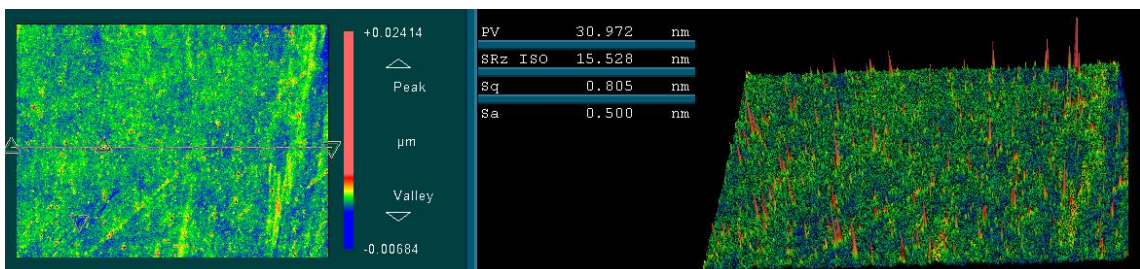 +0.02414
Peak
µm
Valley
-0.00684
PV 30.972 nm
SRz ISO 15.528 nm
Sq 0.805 nm
Sa 0.500 nm